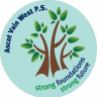 Ascot Vale West P.S.
strong foundations
strong future